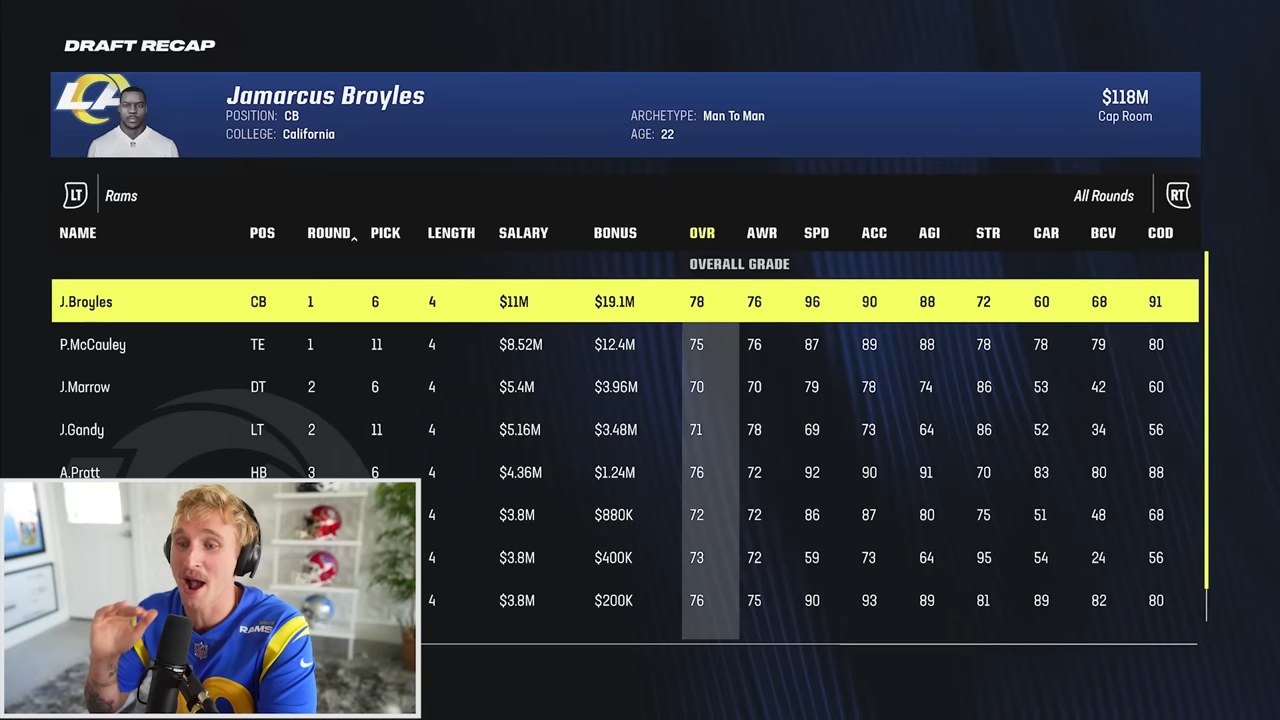 DRAFT RECAP
LA
Jamarcus Broyles
POSITION: CB
COLLEGE: California
ARCHETYPE: Man To Man
AGE: 22
$118M
Cap Room
LT Rams All Rounds RT
NAME POS ROUND PICK LENGTH SALARY BONUS OVR AWR SPD ACC AGI STR CAR BCV COD
OVERALL GRADE
J.Broyles CB 1 6 4 $11M $19.1M 78 76 96 90 88 72 60 68 91
P.McCauley TE 1 11 4 $8.52M $12.4M 75 76 87 89 88 78 78 79 80
J.Marrow DT 2 6 4 $5.4M $3.96M 70 70 79 78 74 86 53 42 60
J.Gandy LT 2 11 4 $5.16M $3.48M 71 78 69 73 64 86 52 34 56
A.Pratt HB 3 6 4 $4.36M $1.24M 76 72 92 90 91 70 83 80 88
4 $3.8M $880K 72 72 86 87 80 75 51 48 68
4 $3.8M $400K 73 72 59 73 64 95 54 24 56
4 $3.8M $200K 76 75 90 93 89 81 89 82 80
RAMS